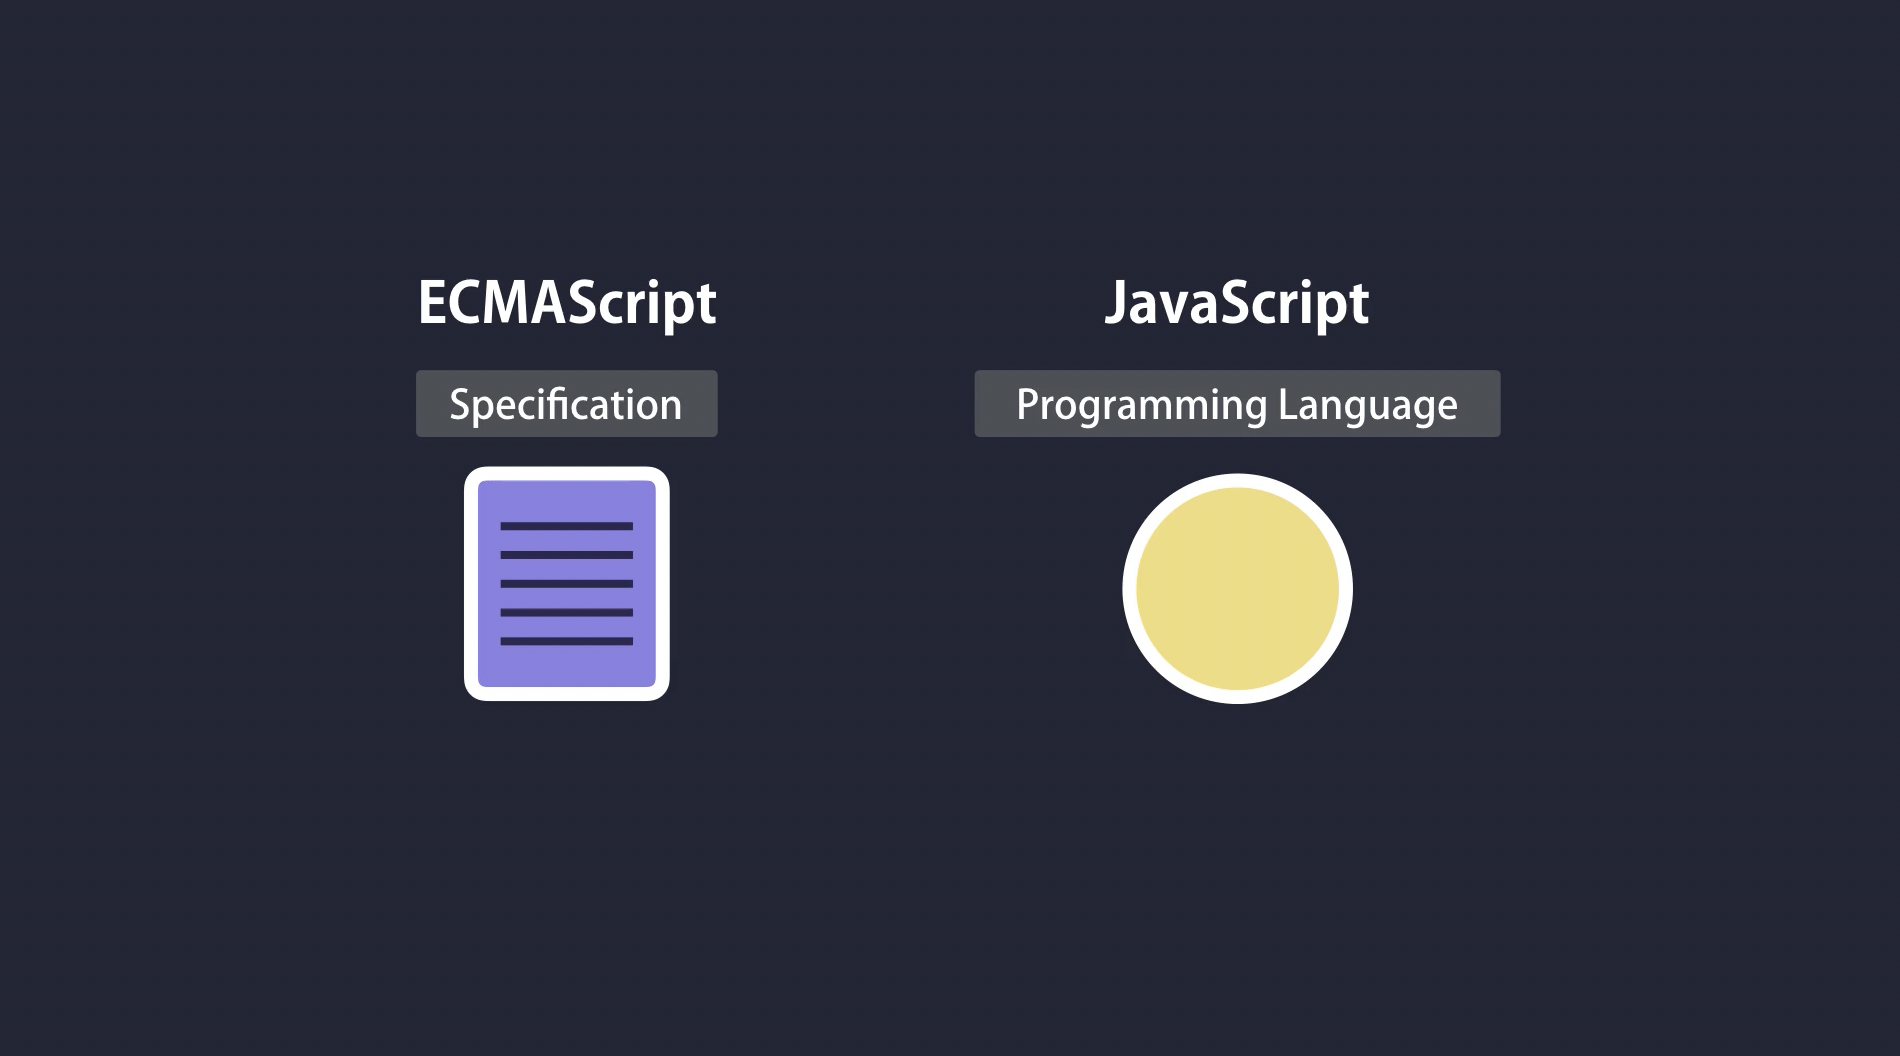 ECMAScript
JavaScript
Specification
Programming Language